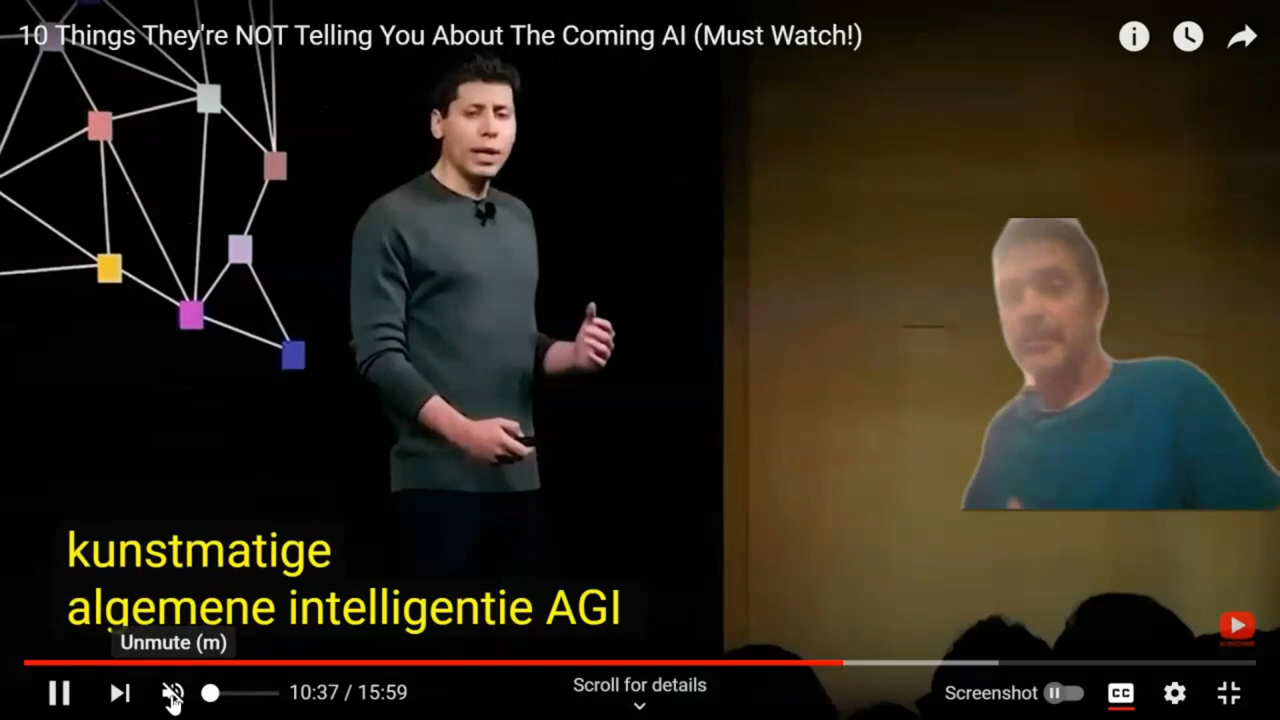 10 Things They're NOT Telling You About The Coming AI (Must Watch!)
kunstmatige
algemene intelligentie AGI
Unmute (m)
10:37 / 15:59
Scroll for details
Screenshot
CC